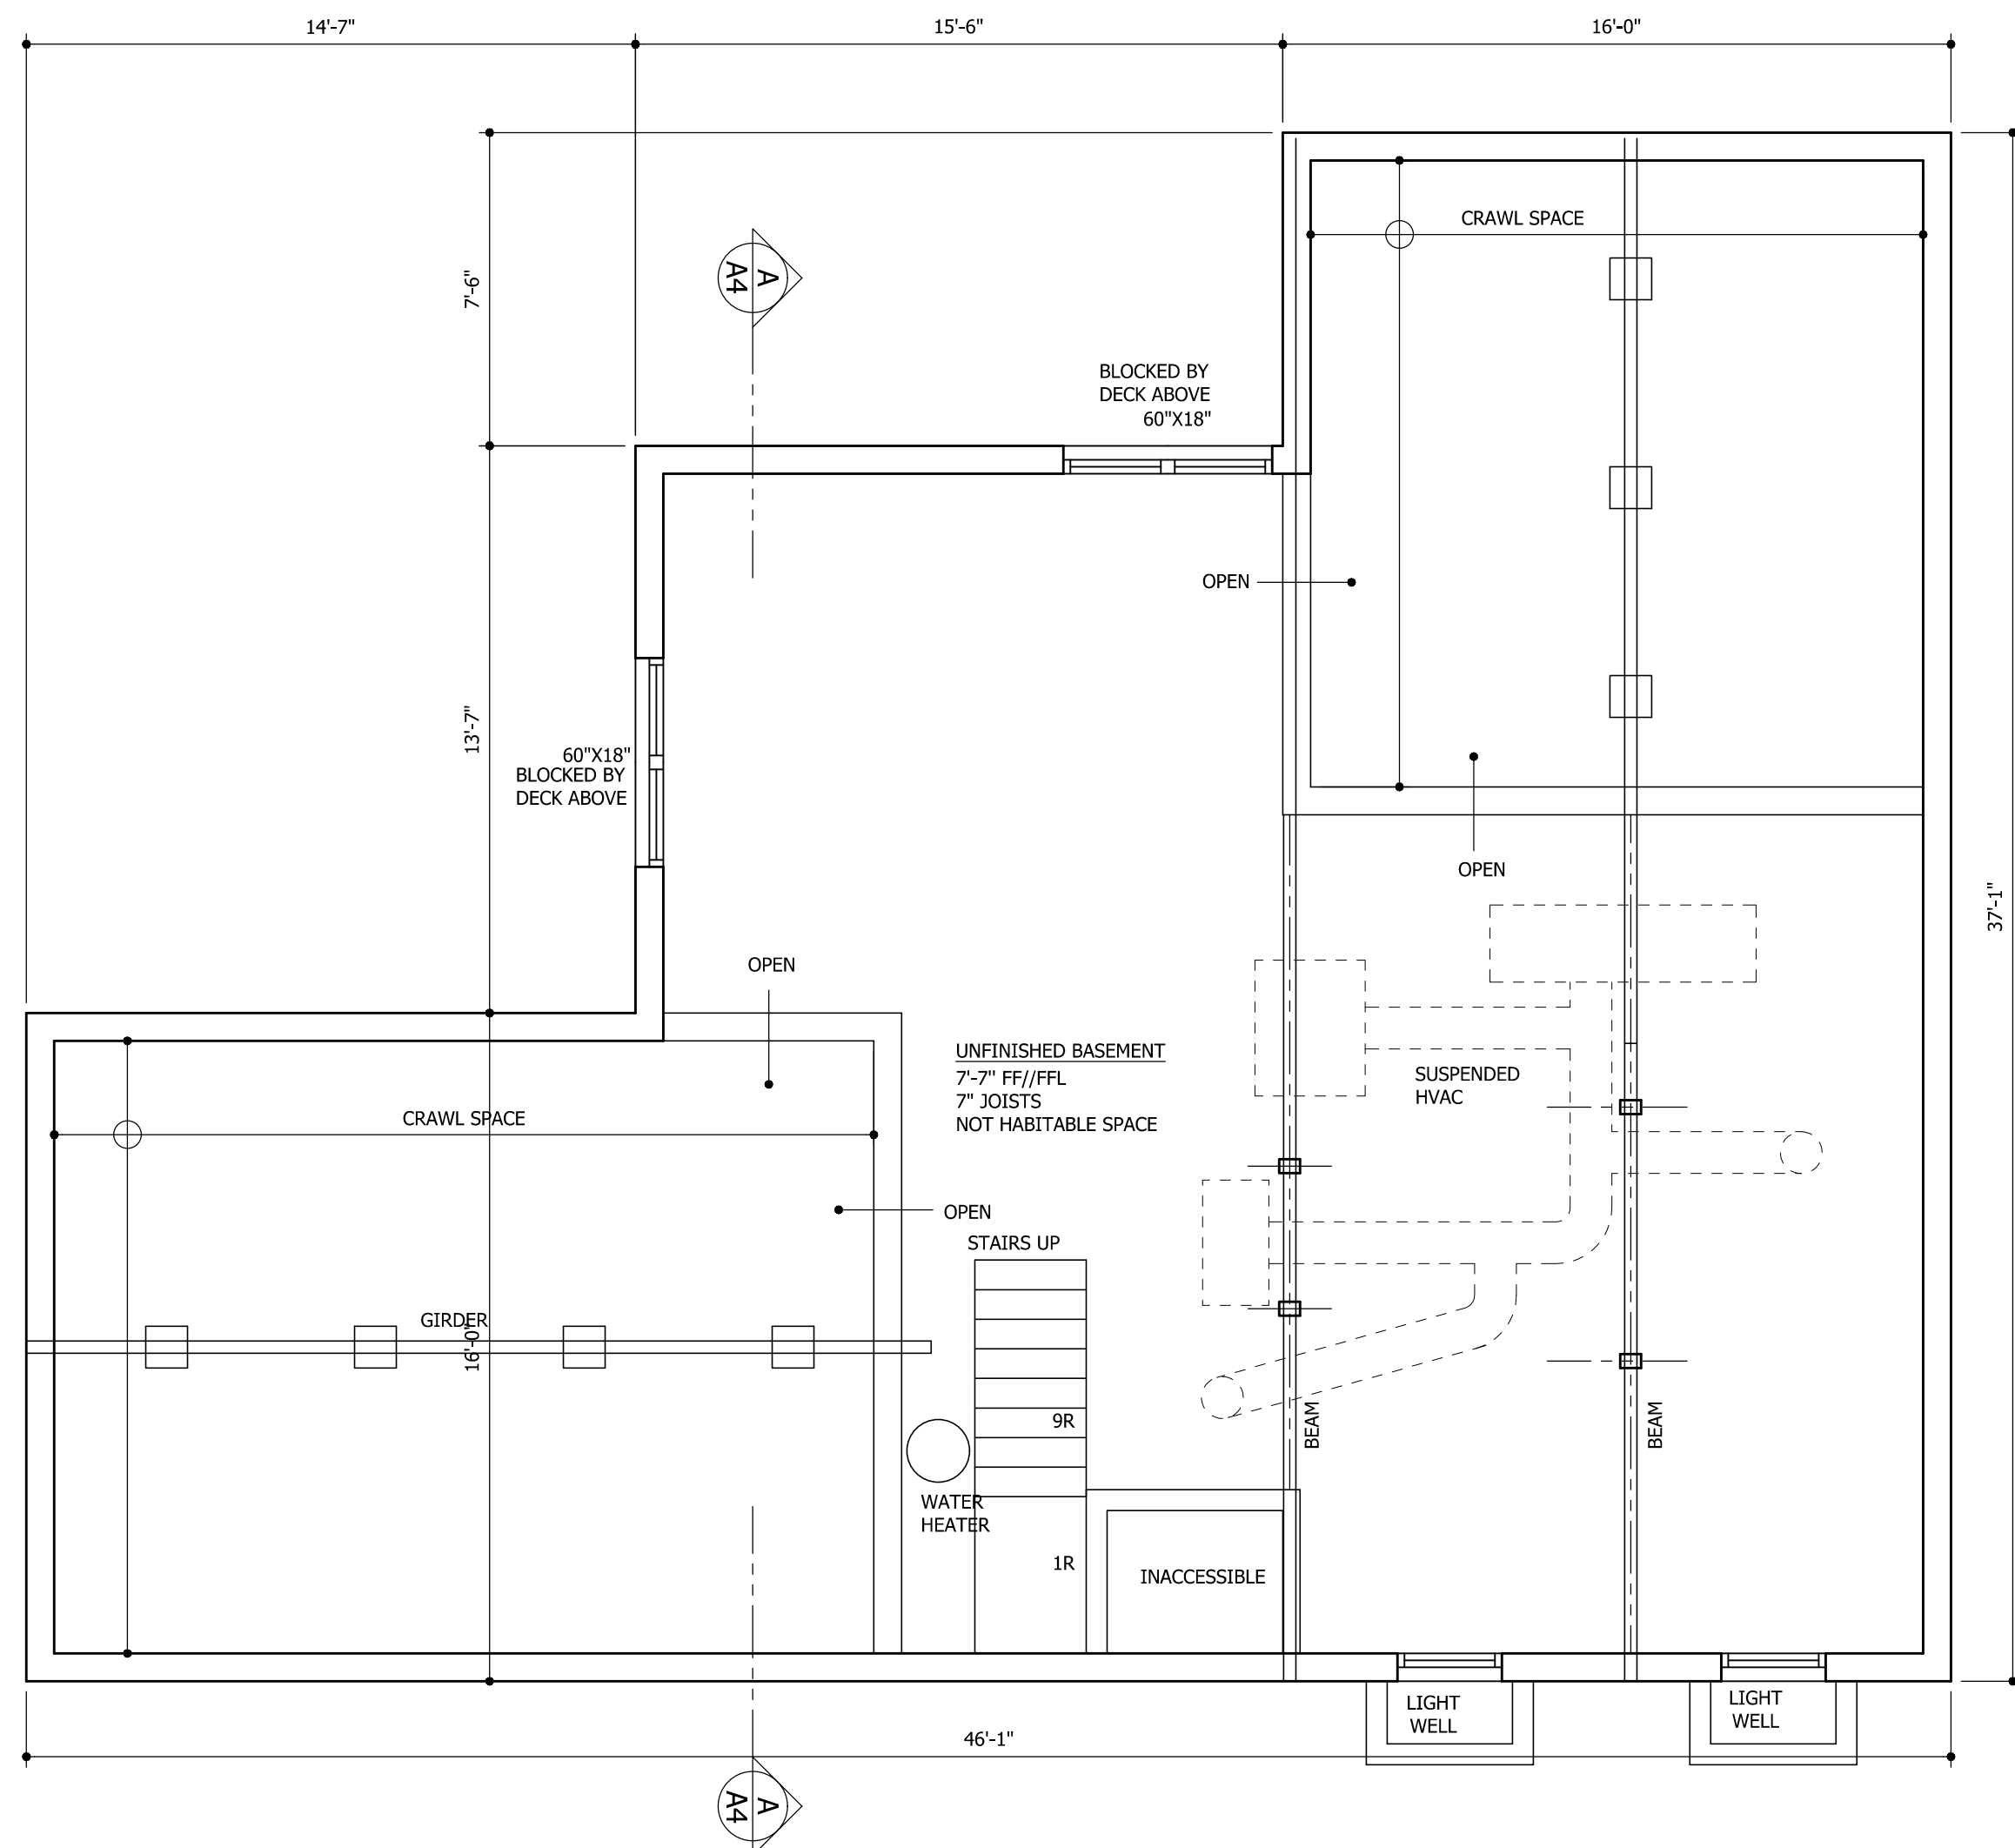 14'-7"
15'-6"
16'-0"
CRAWL SPACE
7'-6"
A
A4
BLOCKED BY
DECK ABOVE
60"X18"
OPEN
13'-7"
60"X18"
BLOCKED BY
DECK ABOVE
OPEN
37'-1"
OPEN
UNFINISHED BASEMENT
7'-7" FF//FFL
7" JOISTS
NOT HABITABLE SPACE
SUSPENDED
HVAC
CRAWL SPACE
OPEN
STAIRS UP
GIRDER
16'-0"
9R
BEAM
BEAM
WATER
HEATER
1R
INACCESSIBLE
LIGHT
WELL
LIGHT
WELL
46'-1"
A
A4